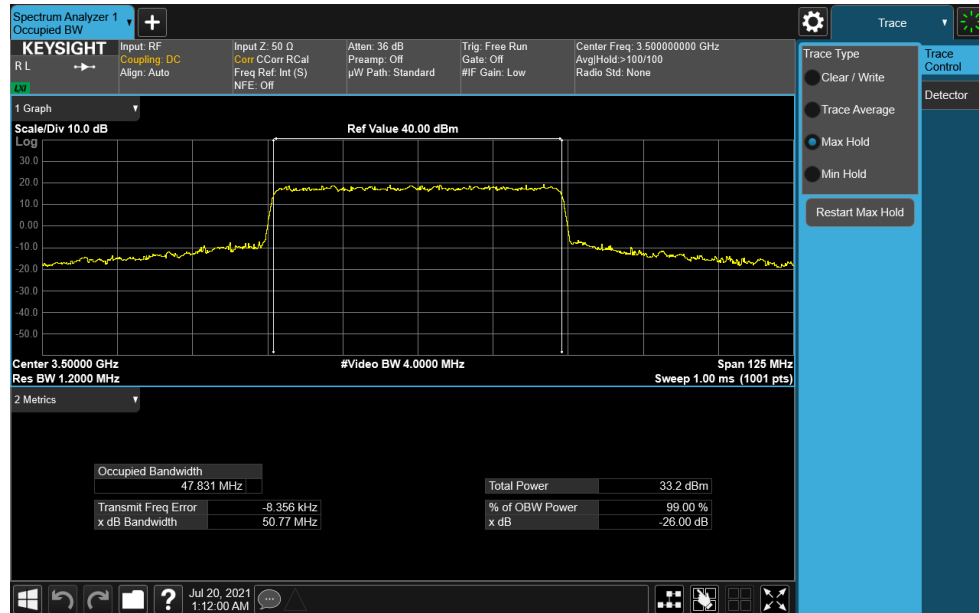 Spectrum Analyzer 1
Occupied BW
Trace
KEYSIGHT
R L
LXI
Input: RF
Coupling: DC
Align: Auto
Input Z: 50 Ω
Corr CCorr RCal
Freq Ref: Int (S)
NFE: Off
Atten: 36 dB
Preamp: Off
µW Path: Standard
Trig: Free Run
Gate: Off
#IF Gain: Low
Center Freq: 3.500000000 GHz
Avg|Hold:>100/100
Radio Std: None
1 Graph
Scale/Div 10.0 dB
Ref Value 40.00 dBm
Log
30.0
20.0
10.0
0.00
-10.0
-20.0
-30.0
-40.0
-50.0
Center 3.50000 GHz
#Video BW 4.0000 MHz
Span 125 MHz
Res BW 1.2000 MHz
Sweep 1.00 ms (1001 pts)
2 Metrics
Occupied Bandwidth
47.831 MHz
Transmit Freq Error -8.356 kHz
x dB Bandwidth 50.77 MHz
Total Power 33.2 dBm
% of OBW Power 99.00 %
x dB -26.00 dB
Trace Type
Clear / Write
Trace Average
Max Hold
Min Hold
Restart Max Hold
Trace
Control
Detector
?
Jul 20, 2021
1:12:00 AM